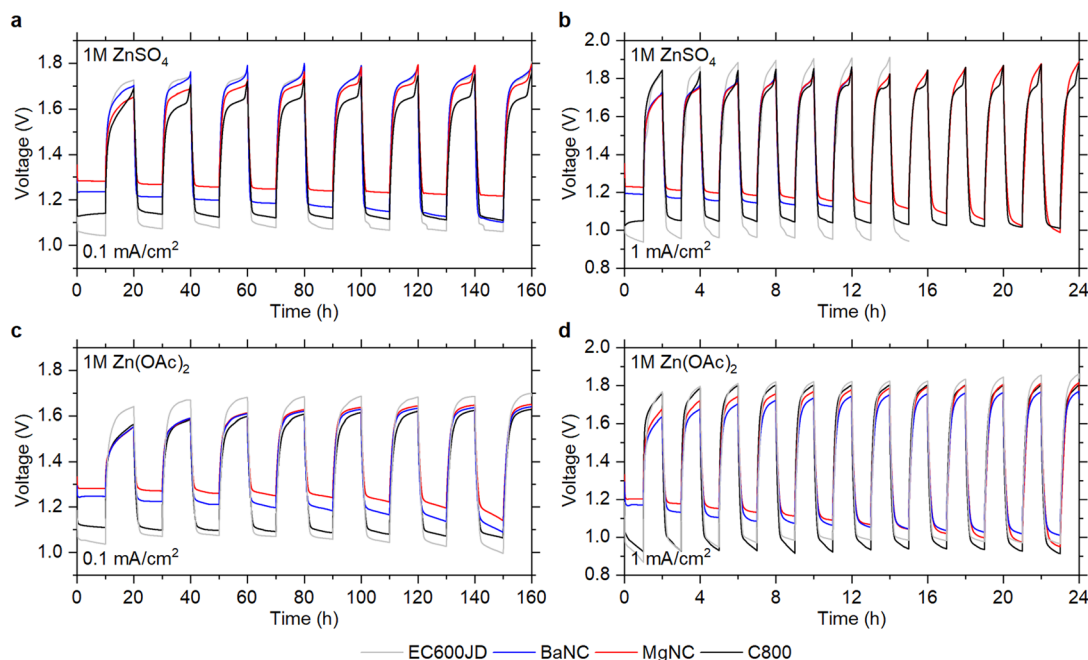 a
1M ZnSO4
1.8
1.6
1.4
1.2
1.0
Voltage (V)
0.1 mA/cm2
0 20 40 60 80 100 120 140 160
Time (h)
b
1M ZnSO4
2.0
1.8
1.6
1.4
1.2
1.0
0.8
Voltage (V)
1 mA/cm2
0 4 8 12 16 20 24
Time (h)
c
1M Zn(OAc)2
1.8
1.6
1.4
1.2
1.0
Voltage (V)
0.1 mA/cm2
0 20 40 60 80 100 120 140 160
Time (h)
d
1M Zn(OAc)2
2.0
1.8
1.6
1.4
1.2
1.0
0.8
Voltage (V)
1 mA/cm2
0 4 8 12 16 20 24
Time (h)
EC600JD BaNC MgNC C800